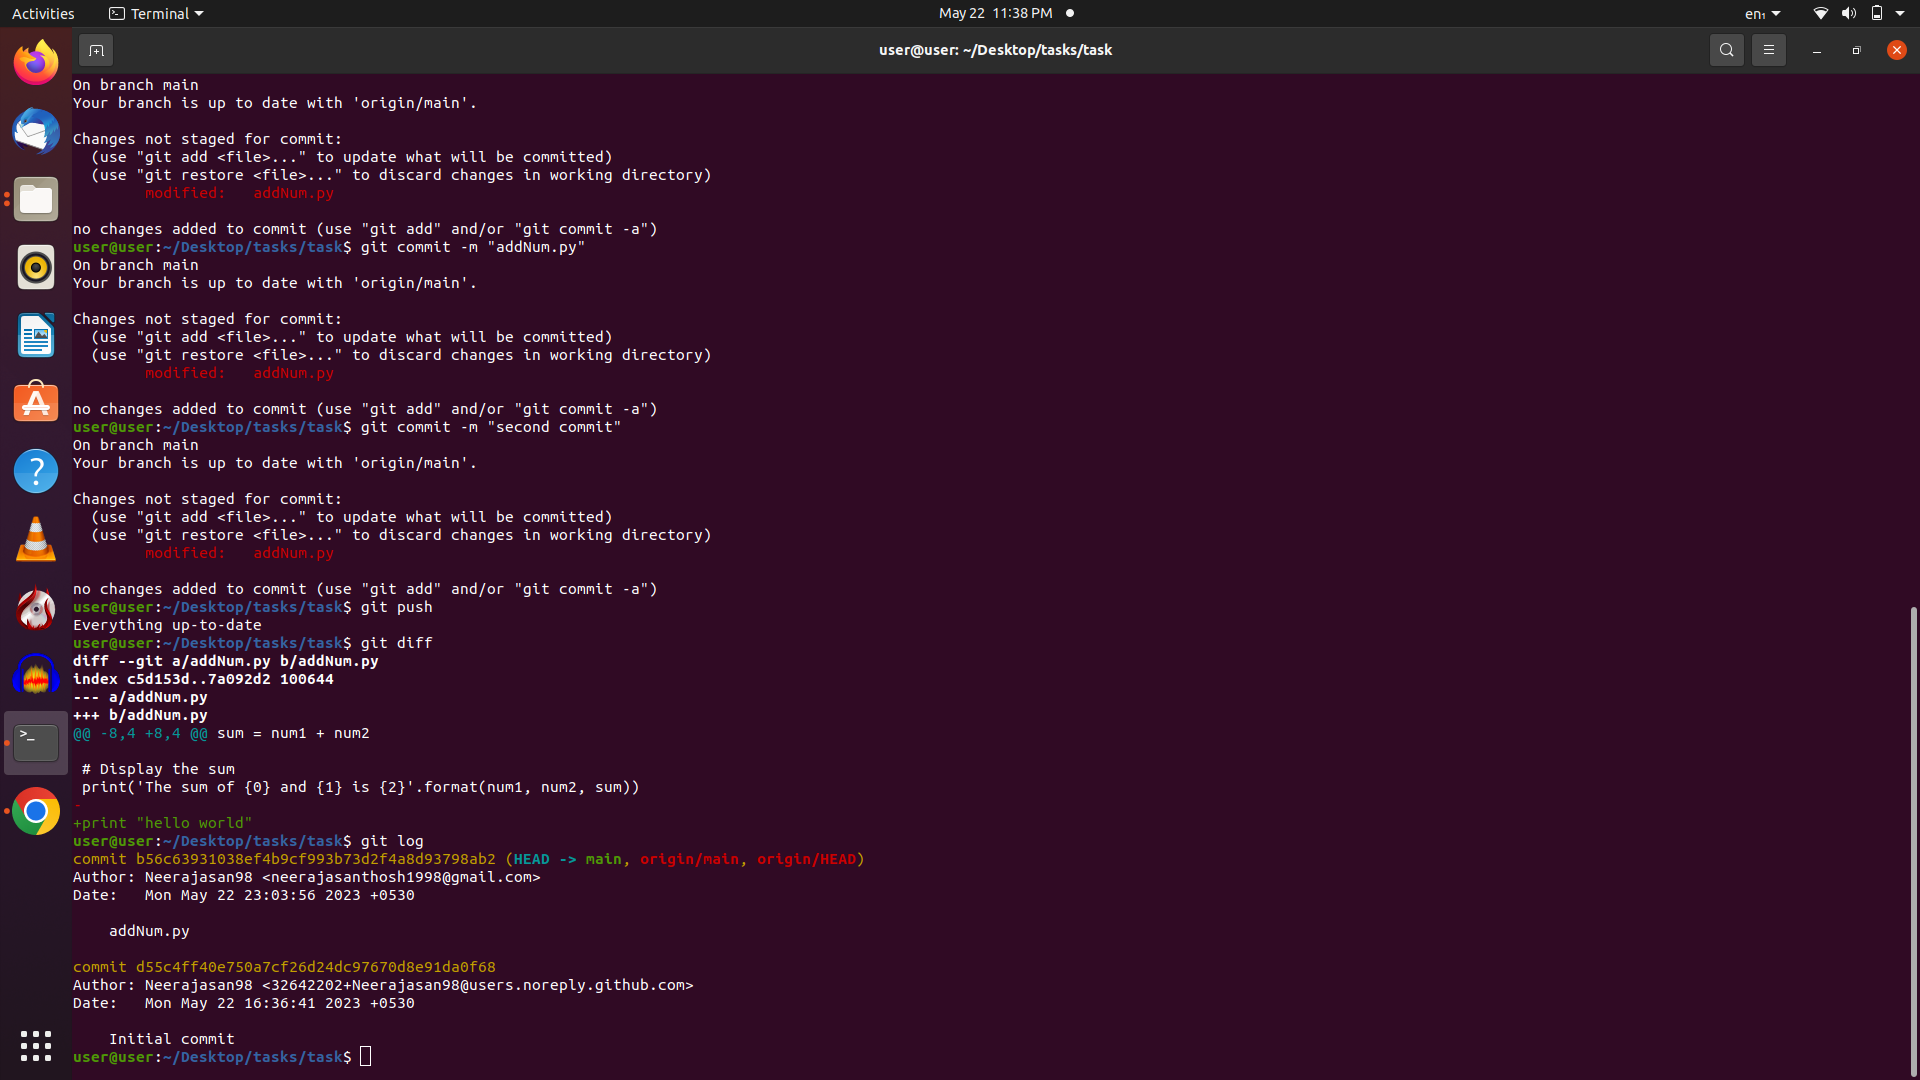 Activities Terminal May 22 11:38 PM en₁
user@user: ~/Desktop/tasks/task
On branch main
Your branch is up to date with 'origin/main'.

Changes not staged for commit:
  (use "git add <file>..." to update what will be committed)
  (use "git restore <file>..." to discard changes in working directory)
        modified:   addNum.py

no changes added to commit (use "git add" and/or "git commit -a")
user@user:~/Desktop/tasks/task$ git commit -m "addNum.py"
On branch main
Your branch is up to date with 'origin/main'.

Changes not staged for commit:
  (use "git add <file>..." to update what will be committed)
  (use "git restore <file>..." to discard changes in working directory)
        modified:   addNum.py

no changes added to commit (use "git add" and/or "git commit -a")
user@user:~/Desktop/tasks/task$ git commit -m "second commit"
On branch main
Your branch is up to date with 'origin/main'.

Changes not staged for commit:
  (use "git add <file>..." to update what will be committed)
  (use "git restore <file>..." to discard changes in working directory)
        modified:   addNum.py

no changes added to commit (use "git add" and/or "git commit -a")
user@user:~/Desktop/tasks/task$ git push
Everything up-to-date
user@user:~/Desktop/tasks/task$ git diff
diff --git a/addNum.py b/addNum.py
index c5d153d..7a092d2 100644
--- a/addNum.py
+++ b/addNum.py
@@ -8,4 +8,4 @@ sum = num1 + num2

 # Display the sum
 print('The sum of {0} and {1} is {2}'.format(num1, num2, sum))
-
+print "hello world"
user@user:~/Desktop/tasks/task$ git log
commit b56c63931038ef4b9cf993b73d2f4a8d93798ab2 (HEAD -> main, origin/main, origin/HEAD)
Author: Neerajasan98 <neerajasanthosh1998@gmail.com>
Date:   Mon May 22 23:03:56 2023 +0530

    addNum.py

commit d55c4ff40e750a7cf26d24dc97670d8e91da0f68
Author: Neerajasan98 <32642202+Neerajasan98@users.noreply.github.com>
Date:   Mon May 22 16:36:41 2023 +0530

    Initial commit
user@user:~/Desktop/tasks/task$